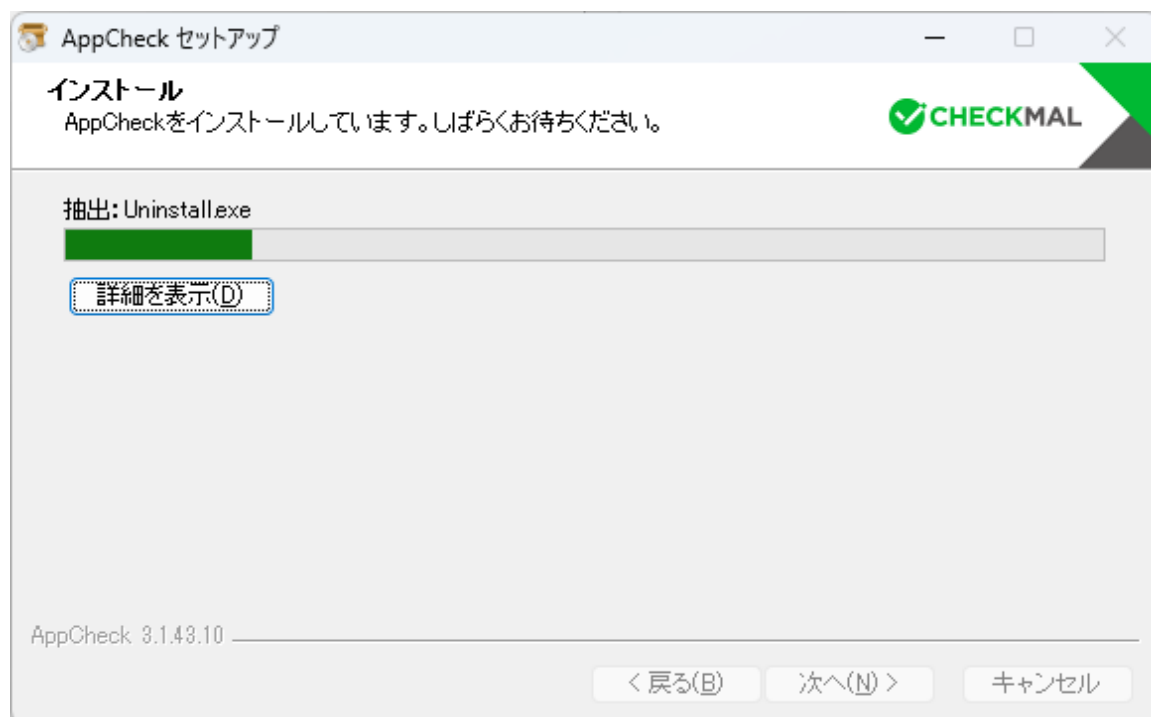 AppCheck セットアップ
インストール
AppCheckをインストールしています。しばらくお待ちください。
CHECKMAL
抽出: Uninstall.exe
詳細を表示(D)
AppCheck 3.1.43.10
< 戻る(B)
次へ(N) >
キャンセル